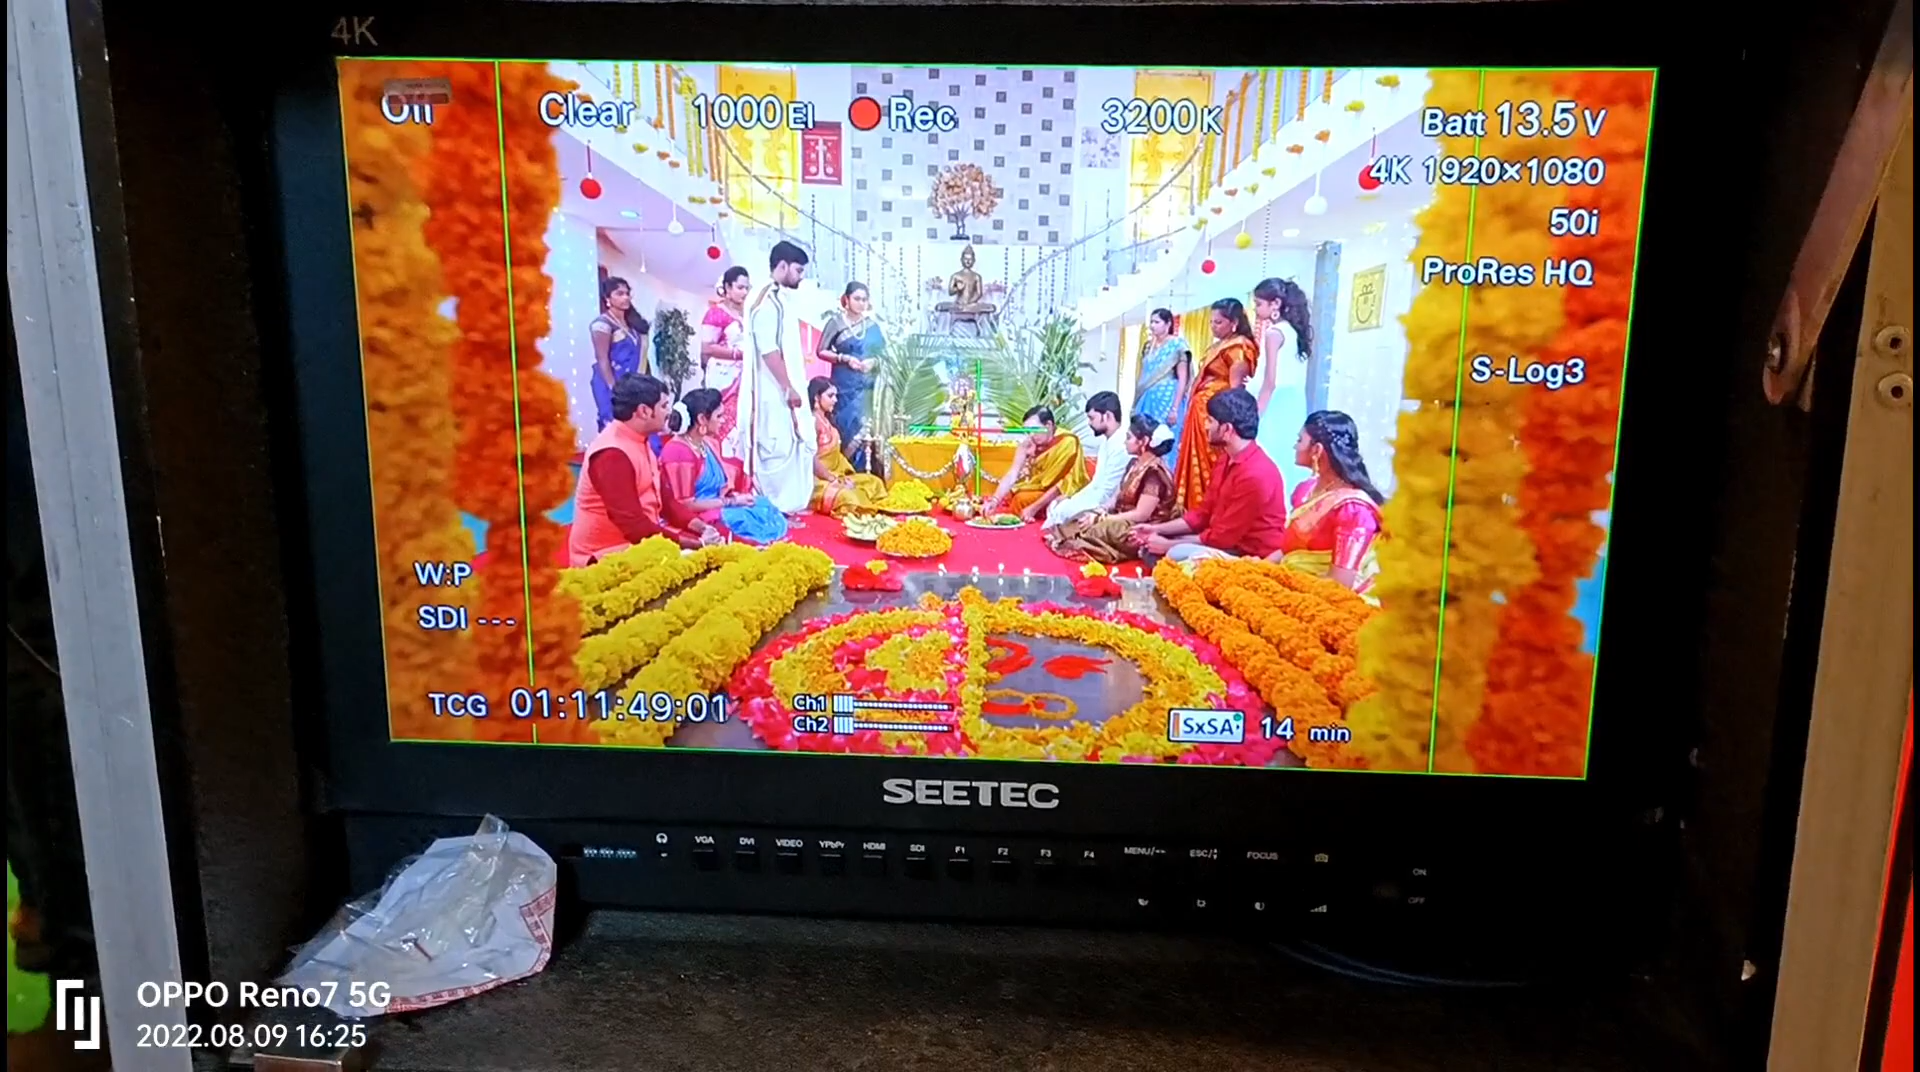 4K
Off
Clear
1000EI
Rec
3200K
Batt 13.5V
4K 1920×1080
50i
ProRes HQ
S-Log3
W:P
SDI ---
TCG 01:11:49:01
Ch1
Ch2
SxSA
14 min
SEETEC
VGA DVI VIDEO YPbPr HDMI SDI F1 F2 F3 F4 MENU/ ESC/ FOCUS
ON
OFF
OPPO Reno7 5G
2022.08.09 16:25